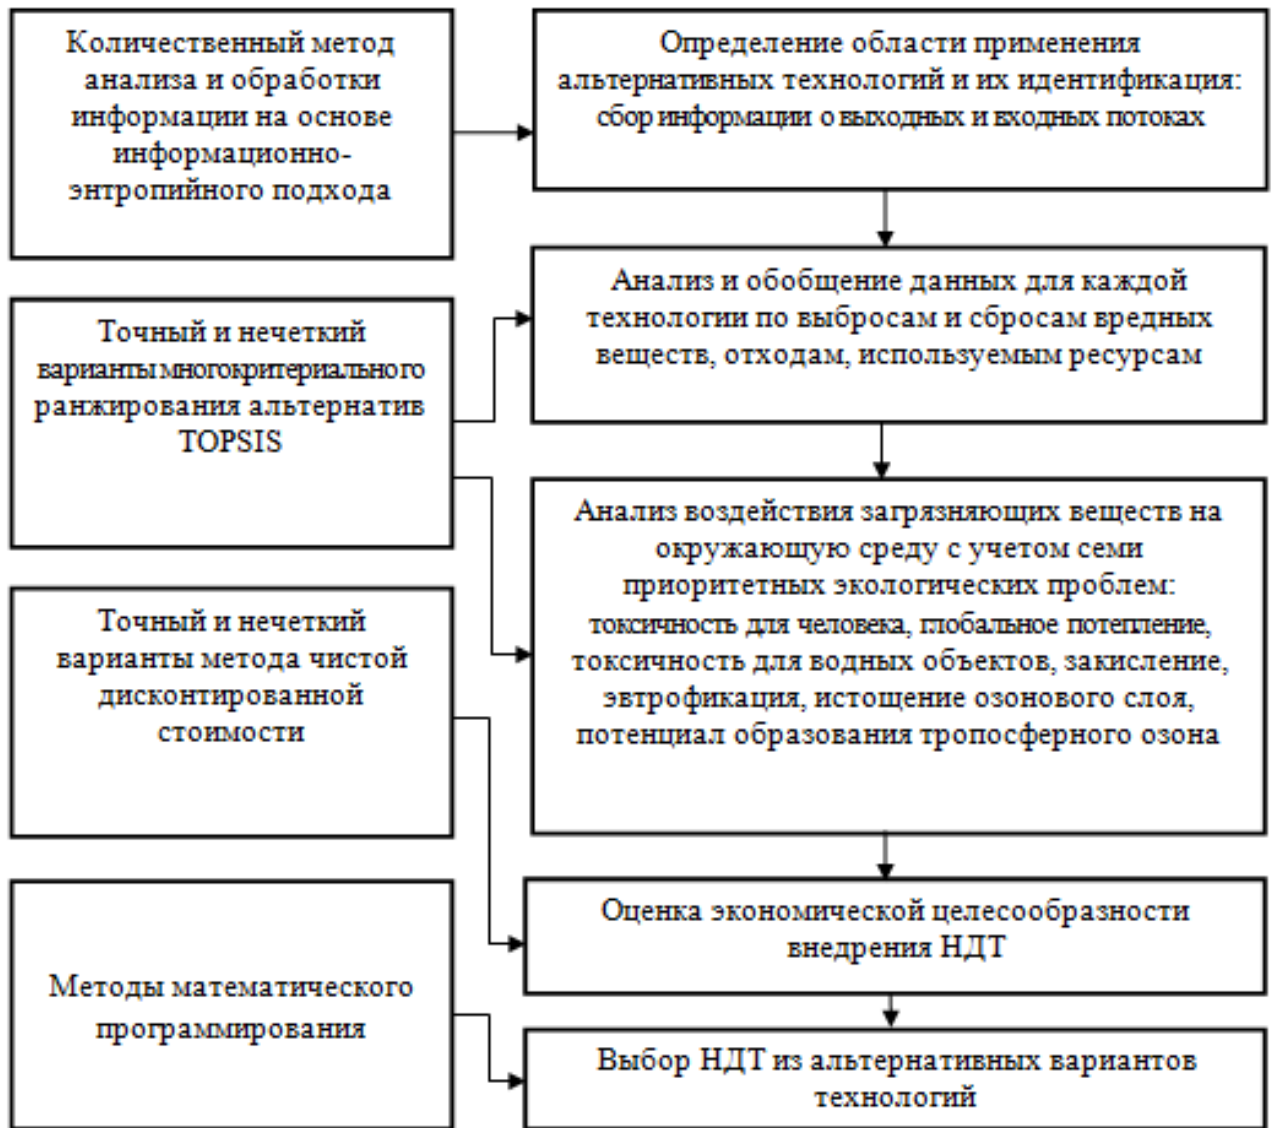 Количественный метод
анализа и обработки
информации на основе
информационно-
энтропийного подхода
Определение области применения
альтернативных технологий и их идентификация:
сбор информации о выходных и входных потоках
Точный и нечеткий
варианты многокритериального
ранжирования альтернатив
TOPSIS
Анализ и обобщение данных для каждой
технологии по выбросам и сбросам вредных
веществ, отходам, используемым ресурсам
Анализ воздействия загрязняющих веществ на
окружающую среду с учетом семи
приоритетных экологических проблем:
токсичность для человека, глобальное потепление,
токсичность для водных объектов, закисление,
эвтрофикация, истощение озонового слоя,
потенциал образования тропосферного озона
Точный и нечеткий
варианты метода чистой
дисконтированной
стоимости
Оценка экономической целесообразности
внедрения НДТ
Методы математического
программирования
Выбор НДТ из альтернативных вариантов
технологий